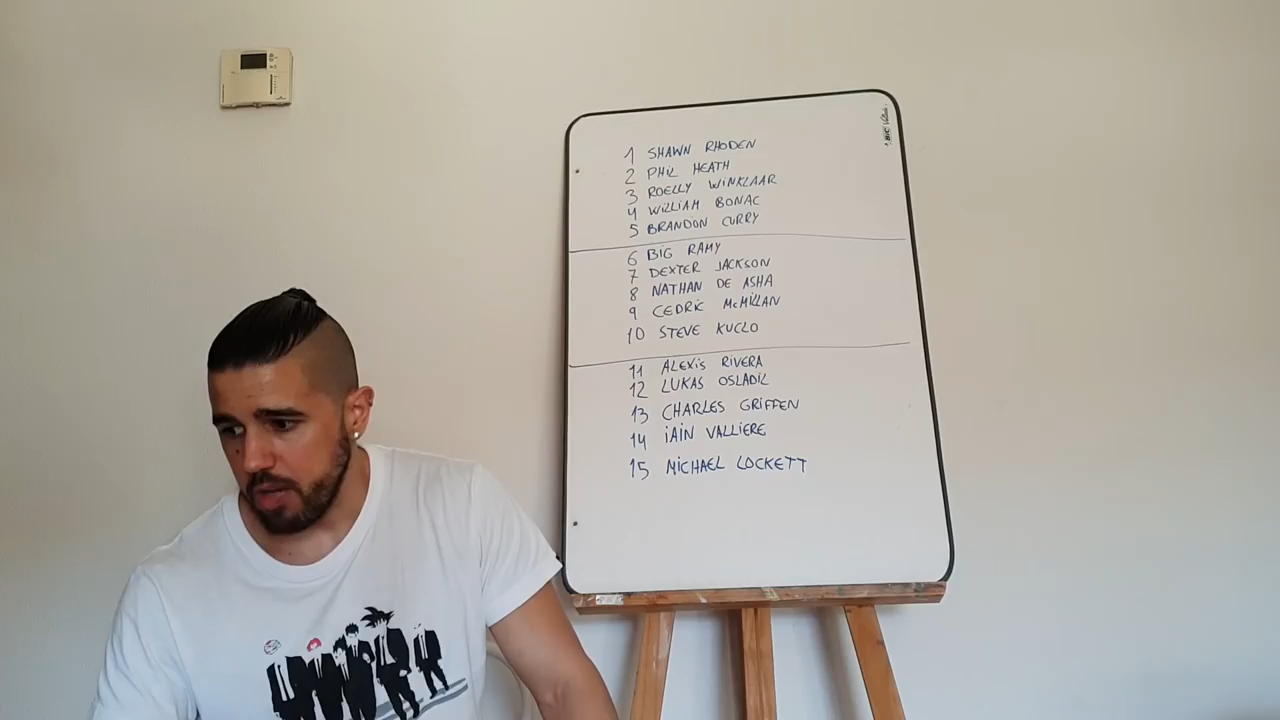 BIC Velleda
1 SHAWN RHODEN
2 PHIL HEATH
3 ROELLY WINKLAAR
4 WILLIAM BONAC
5 BRANDON CURRY
6 BIG RAMY
7 DEXTER JACKSON
8 NATHAN DE ASHA
9 CEDRIC McMILLAN
10 STEVE KUCLO
11 ALEXIS RIVERA
12 LUKAS OSLADIL
13 CHARLES GRIFFEN
14 IAIN VALLIERE
15 MICHAEL LOCKETT